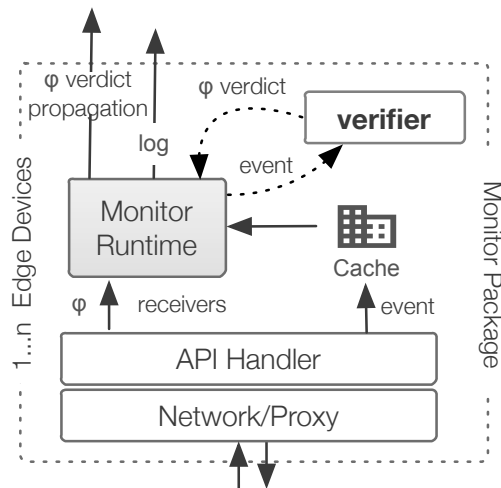 φ verdict
propagation
log
φ verdict
verifier
event
Monitor
Runtime
Cache
φ
receivers
event
API Handler
Network/Proxy
1...n Edge Devices
Monitor Package